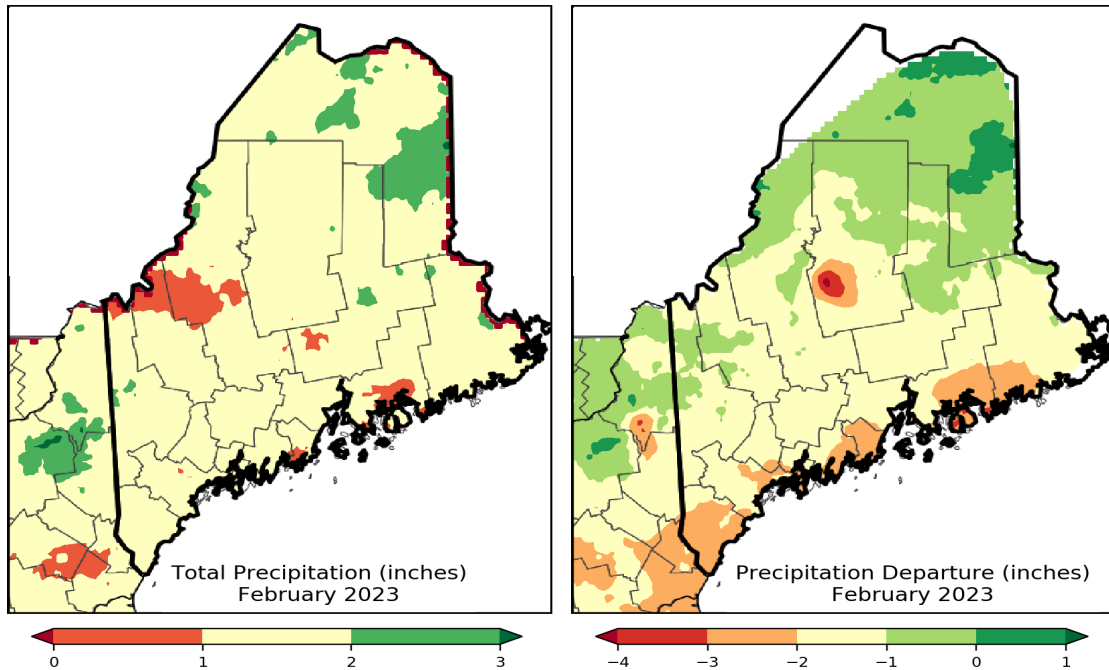 Total Precipitation (inches)
February 2023
0 1 2 3
Precipitation Departure (inches)
February 2023
−4 −3 −2 −1 0 1